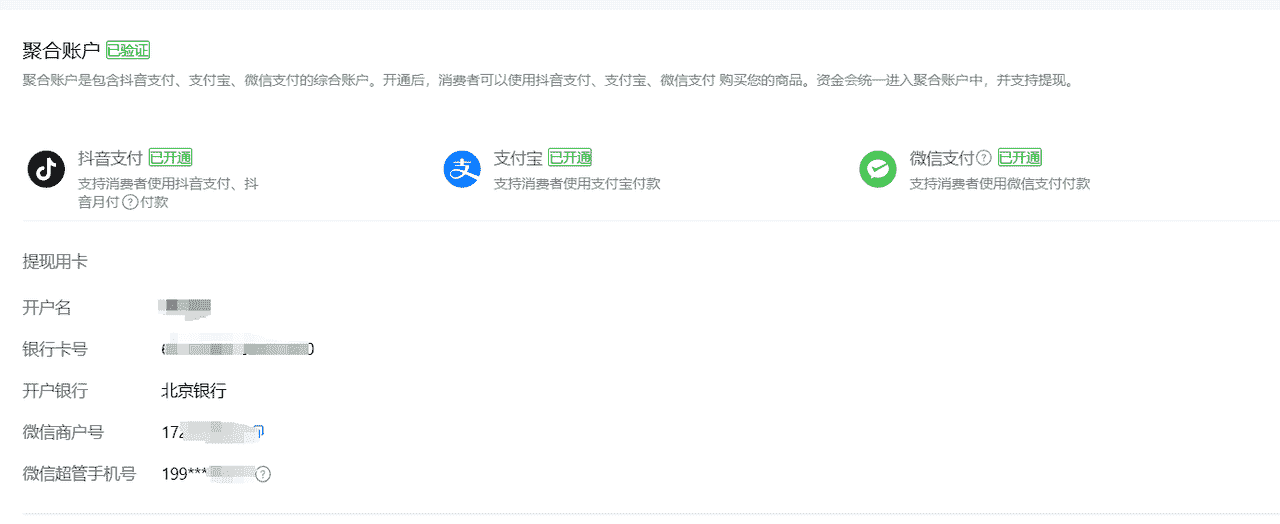 聚合账户 已验证
聚合账户是包含抖音支付、支付宝、微信支付的综合账户。开通后，消费者可以使用抖音支付、支付宝、微信支付 购买您的商品。资金会统一进入聚合账户中，并支持提现。
抖音支付 已开通
支持消费者使用抖音支付、抖
音月付?付款
支付宝 已开通
支持消费者使用支付宝付款
微信支付? 已开通
支持消费者使用微信支付付款
提现用卡
开户名
银行卡号
开户银行 北京银行
微信商户号 17
微信超管手机号 199***